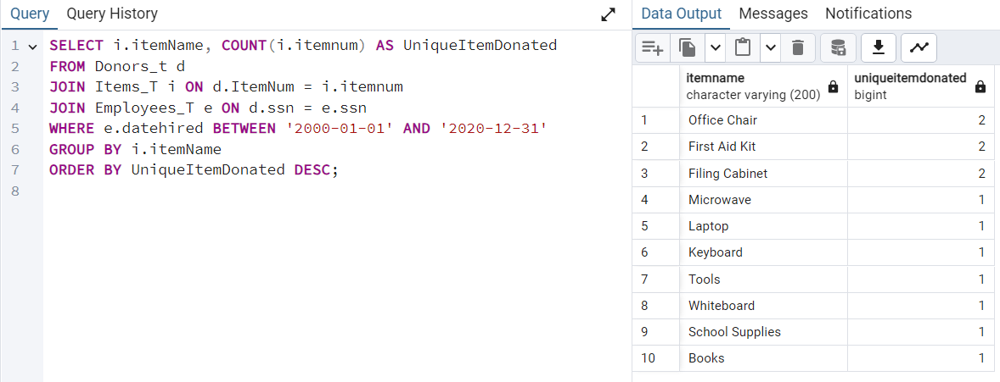 Query Query History
1 SELECT i.itemName, COUNT(i.itemnum) AS UniqueItemDonated
2 FROM Donors_t d
3 JOIN Items_T i ON d.ItemNum = i.itemnum
4 JOIN Employees_T e ON d.ssn = e.ssn
5 WHERE e.datehired BETWEEN '2000-01-01' AND '2020-12-31'
6 GROUP BY i.itemName
7 ORDER BY UniqueItemDonated DESC;
8
Data Output Messages Notifications
itemname uniqueitemdonated
character varying (200) bigint
1 Office Chair 2
2 First Aid Kit 2
3 Filing Cabinet 2
4 Microwave 1
5 Laptop 1
6 Keyboard 1
7 Tools 1
8 Whiteboard 1
9 School Supplies 1
10 Books 1